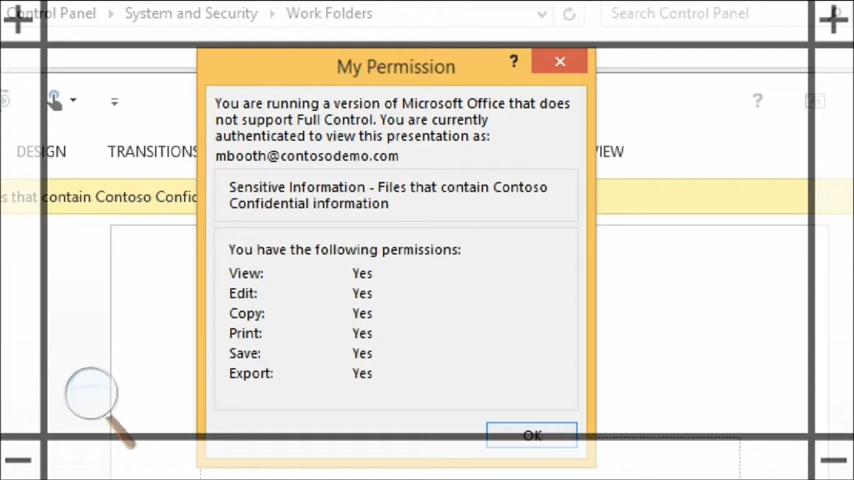 Control Panel ▸ System and Security ▸ Work Folders
Search Control Panel
My Permission
?
?
You are running a version of Microsoft Office that does
not support Full Control. You are currently
authenticated to view this presentation as:
mbooth@contosodemo.com
DESIGN
TRANSITIONS
IEW
s that contain Contoso Confid
Sensitive Information - Files that contain Contoso
Confidential information
You have the following permissions:
View: Yes
Edit: Yes
Copy: Yes
Print: Yes
Save: Yes
Export: Yes
OK